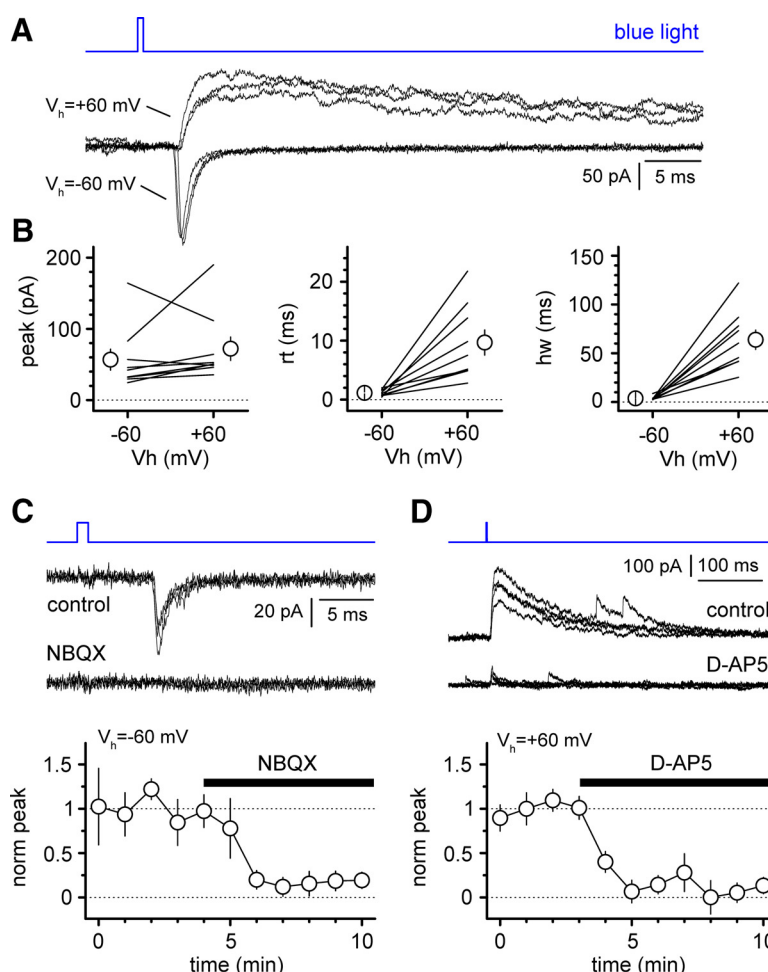 A
blue light
Vh=+60 mV
Vh=-60 mV
50 pA 5 ms
B
200
100
0
peak (pA)
-60 +60
Vh (mV)
20
10
0
rt (ms)
-60 +60
Vh (mV)
150
100
50
0
hw (ms)
-60 +60
Vh (mV)
C
control
20 pA 5 ms
NBQX
Vh=-60 mV
NBQX
1.5
1
0.5
0
norm peak
0 5 10
time (min)
D
100 pA 100 ms
control
D-AP5
Vh=+60 mV
D-AP5
1.5
1
0.5
0
norm peak
0 5 10
time (min)